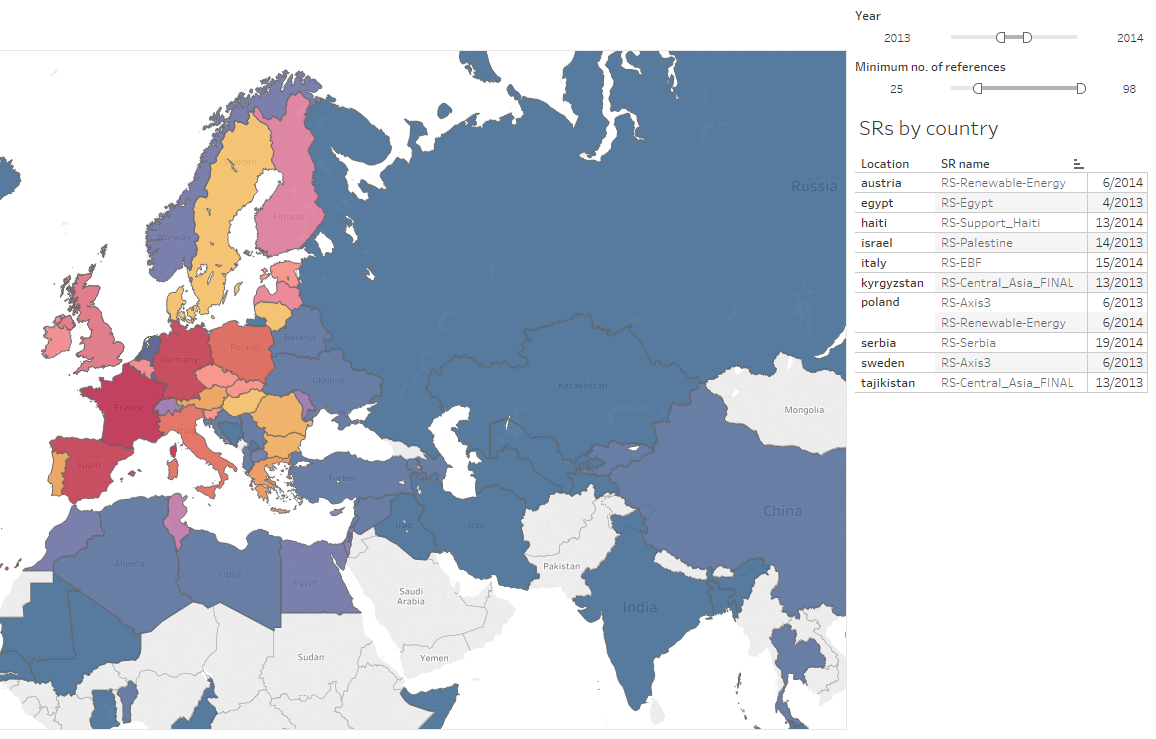 Year
2013 2014
Minimum no. of references
25 98
SRs by country
Location SR name
austria RS-Renewable-Energy 6/2014
egypt RS-Egypt 4/2013
haiti RS-Support_Haiti 13/2014
israel RS-Palestine 14/2013
italy RS-EBF 15/2014
kyrgyzstan RS-Central_Asia_FINAL 13/2013
poland RS-Axis3 6/2013
RS-Renewable-Energy 6/2014
serbia RS-Serbia 19/2014
sweden RS-Axis3 6/2013
tajikistan RS-Central_Asia_FINAL 13/2013
Sweden
Russia
Finland
Norway
Belarus
Poland
Germany
Ukraine
Kazakhstan
France
Mongolia
Italy
Spain
Turkey
China
Iraq
Iran
Algeria
Pakistan
Libya
Egypt
Saudi
Arabia
India
Sudan
Yemen